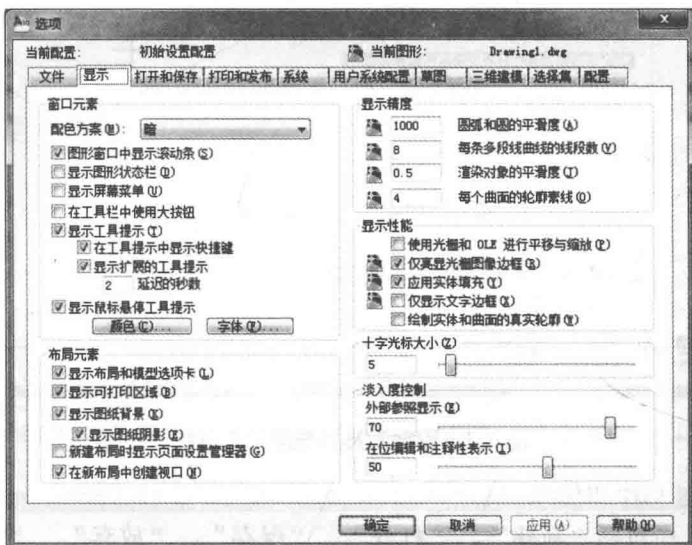 选项
当前配置: 初始设置配置 当前图形: Drawing1.dwg
文件 显示 打开和保存 打印和发布 系统 用户系统配置 草图 三维建模 选择集 配置
窗口元素
配色方案(M): 暗
图形窗口中显示滚动条(S)
显示图形状态栏(D)
显示屏幕菜单(U)
在工具栏中使用大按钮
显示工具提示(T)
在工具提示中显示快捷键
显示扩展的工具提示
2 延迟的秒数
显示鼠标悬停工具提示
颜色(C)... 字体(F)...
布局元素
显示布局和模型选项卡(L)
显示可打印区域(B)
显示图纸背景(K)
显示图纸阴影(E)
新建布局时显示页面设置管理器(G)
在新布局中创建视口(N)
显示精度
1000 圆弧和圆的平滑度(A)
8 每条多段线曲线的线段数(V)
0.5 渲染对象的平滑度(J)
4 每个曲面的轮廓素线(O)
显示性能
使用光栅和 OLE 进行平移与缩放(P)
仅亮显光栅图像边框(R)
应用实体填充(Y)
仅显示文字边框(X)
绘制实体和曲面的真实轮廓(W)
十字光标大小(Z)
5
淡入度控制
外部参照显示(E)
70
在位编辑和注释性表示(I)
50
确定 取消 应用(A) 帮助(H)